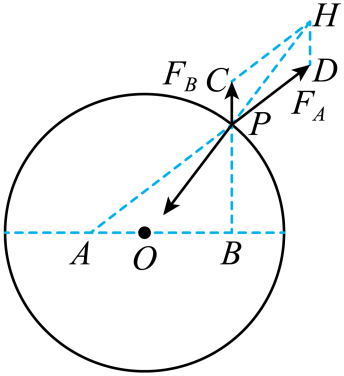 H
F_B C D
P F_A
A O B